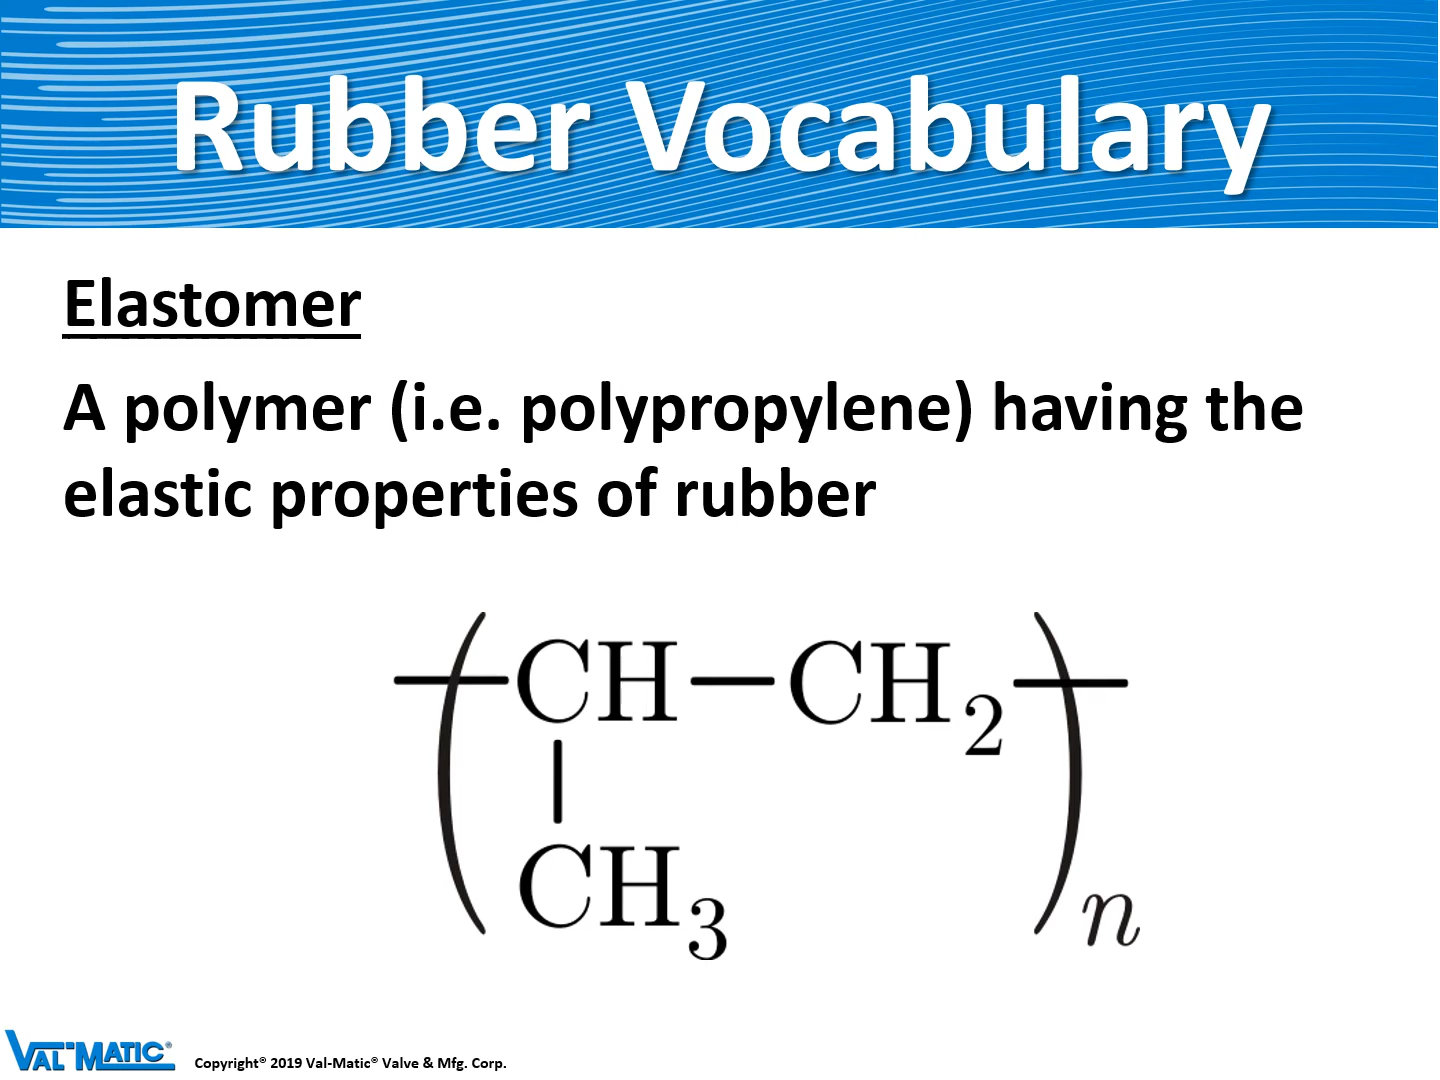 Rubber Vocabulary
Elastomer
A polymer (i.e. polypropylene) having the
elastic properties of rubber
CH—CH2
CH3
n
VAL-MATIC®
Copyright® 2019 Val-Matic® Valve & Mfg. Corp.